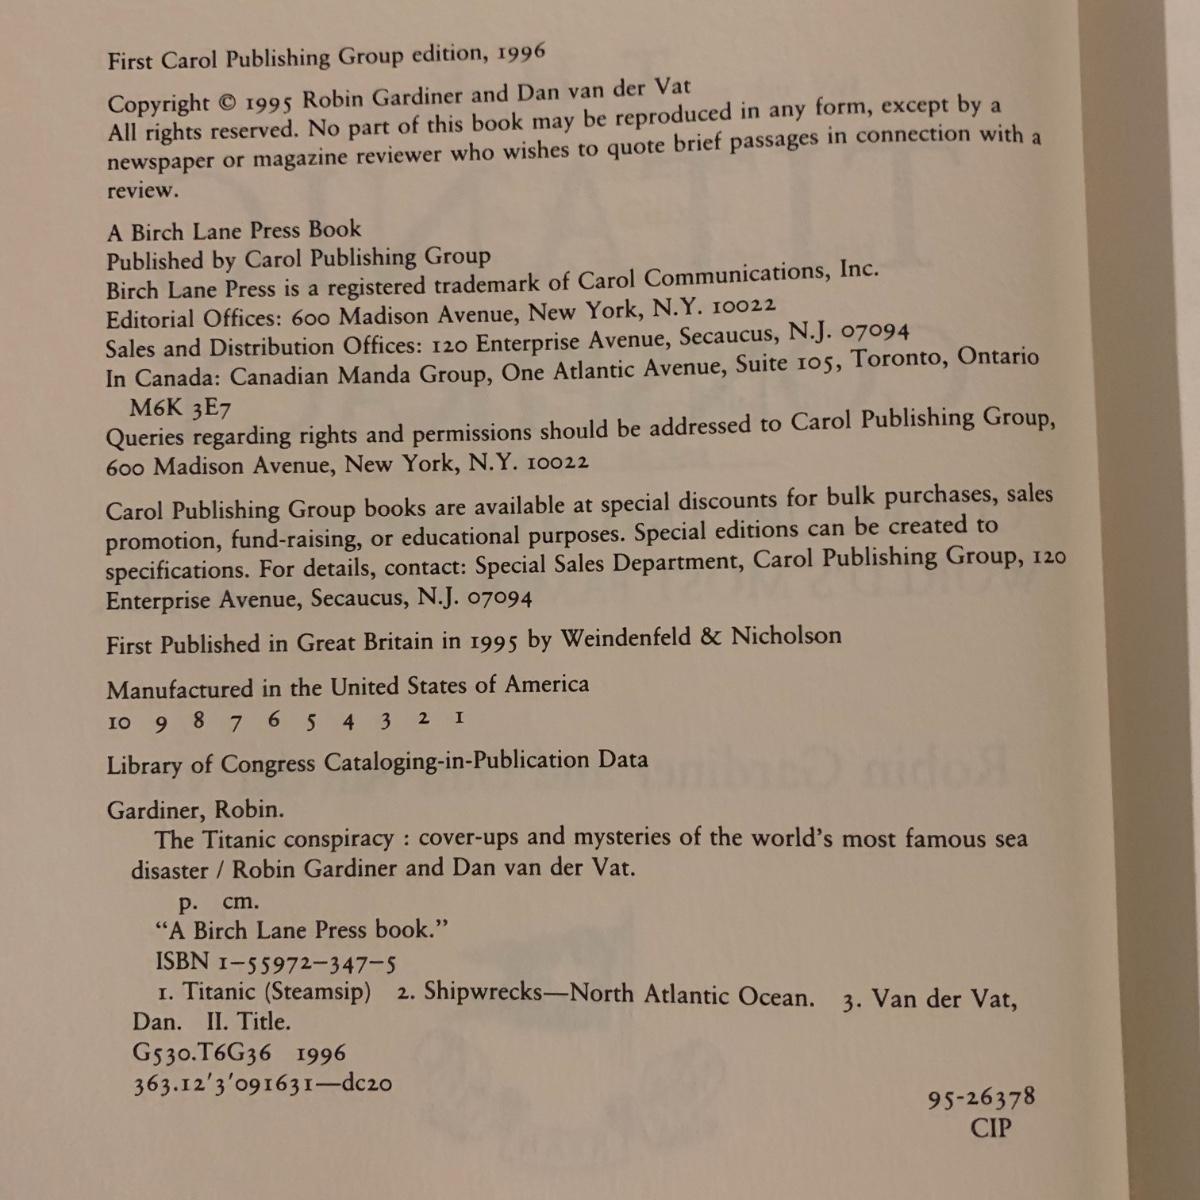 First Carol Publishing Group edition, 1996
Copyright © 1995 Robin Gardiner and Dan van der Vat
All rights reserved. No part of this book may be reproduced in any form, except by a
newspaper or magazine reviewer who wishes to quote brief passages in connection with a
review.
A Birch Lane Press Book
Published by Carol Publishing Group
Birch Lane Press is a registered trademark of Carol Communications, Inc.
Editorial Offices: 600 Madison Avenue, New York, N.Y. 10022
Sales and Distribution Offices: 120 Enterprise Avenue, Secaucus, N.J. 07094
In Canada: Canadian Manda Group, One Atlantic Avenue, Suite 105, Toronto, Ontario
M6K 3E7
Queries regarding rights and permissions should be addressed to Carol Publishing Group,
600 Madison Avenue, New York, N.Y. 10022
Carol Publishing Group books are available at special discounts for bulk purchases, sales
promotion, fund-raising, or educational purposes. Special editions can be created to
specifications. For details, contact: Special Sales Department, Carol Publishing Group, 120
Enterprise Avenue, Secaucus, N.J. 07094
First Published in Great Britain in 1995 by Weindenfeld & Nicholson
Manufactured in the United States of America
10 9 8 7 6 5 4 3 2 1
Library of Congress Cataloging-in-Publication Data
Gardiner, Robin.
The Titanic conspiracy : cover-ups and mysteries of the world's most famous sea
disaster / Robin Gardiner and Dan van der Vat.
p. cm.
"A Birch Lane Press book."
ISBN 1–55972–347–5
1. Titanic (Steamsip) 2. Shipwrecks—North Atlantic Ocean. 3. Van der Vat,
Dan. II. Title.
G530.T6G36 1996
363.12'3'091631—dc20
95-26378
CIP